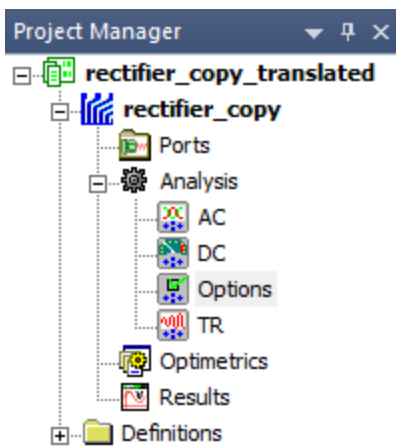 Project Manager
rectifier_copy_translated
rectifier_copy
Ports
Analysis
AC
DC
Options
TR
Optimetrics
Results
Definitions